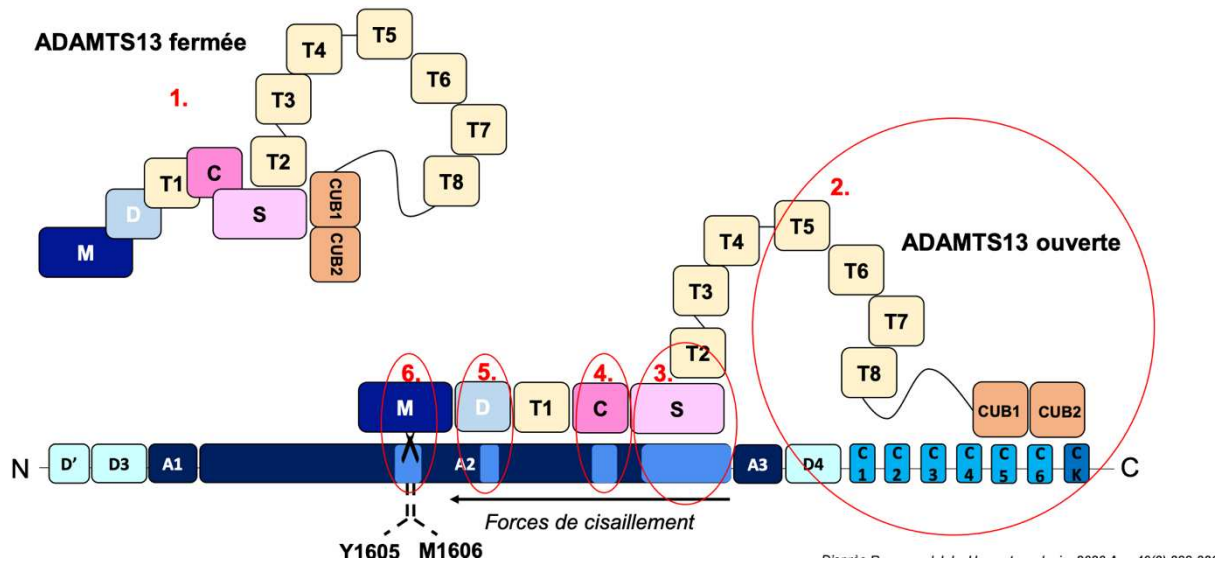 ADAMTS13 fermée
1.
T4
T5
T3
T6
T2
T7
T8
T1
C
D
S
M
CUB1
CUB2
2.
ADAMTS13 ouverte
T5
T4
T6
T3
T7
T2
T8
6.
5.
4.
3.
M
D
T1
C
S
CUB1
CUB2
N
D'
D3
A1
A2
A3
D4
C1
C2
C3
C4
C5
C6
CK
C
Forces de cisaillement
Y1605
M1606